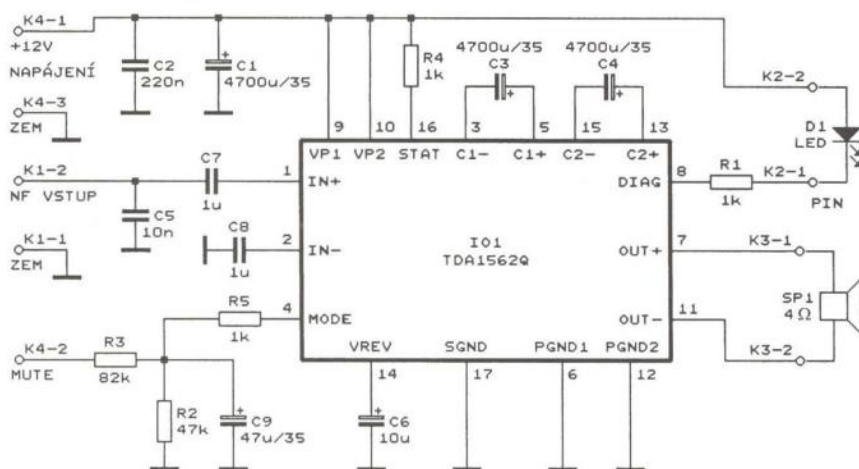 K4-1
+12V
NAPÁJENÍ
C2
220n
C1
4700u/35
R4
1k
4700u/35
C3
4700u/35
C4
K2-2
K4-3
ZEM
D1
LED
9
10
16
3
5
15
13
VP1
VP2
STAT
C1-
C1+
C2-
C2+
K1-2
NF VSTUP
C7
1u
1
IN+
DIAG
8
R1
1k
K2-1
PIN
C5
10n
C8
1u
2
IN-
IO1
TDA1562Q
OUT+
7
K3-1
K1-1
ZEM
R5
1k
4
MODE
OUT-
11
SP1
4Ω
K3-2
K4-2
MUTE
R3
82k
VREV
SGND
PGND1
PGND2
14
17
6
12
R2
47k
C9
47u/35
C6
10u